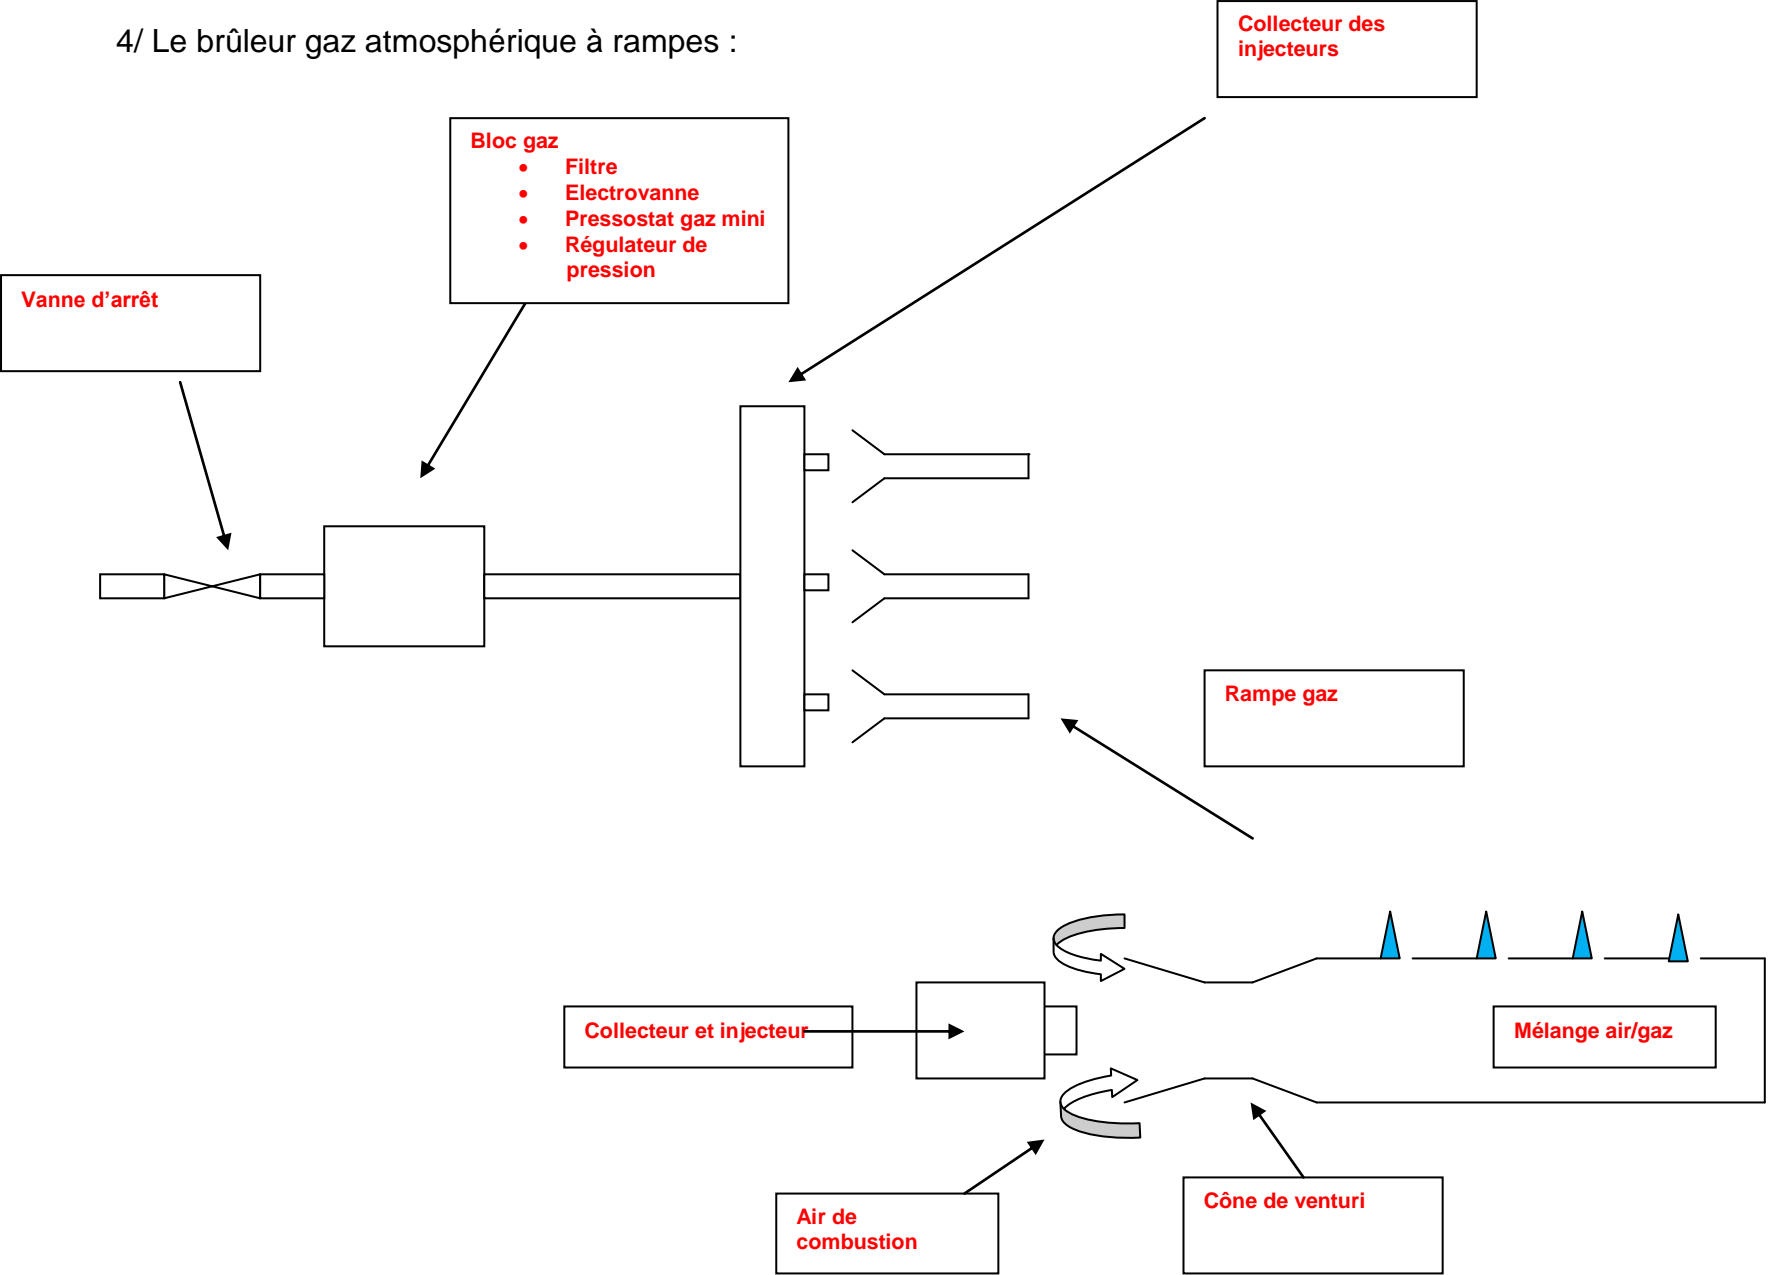 4/ Le brûleur gaz atmosphérique à rampes :
Collecteur des
injecteurs
Bloc gaz
• Filtre
• Electrovanne
• Pressostat gaz mini
• Régulateur de
pression
Vanne d’arrêt
Rampe gaz
Collecteur et injecteur
Mélange air/gaz
Air de
combustion
Cône de venturi